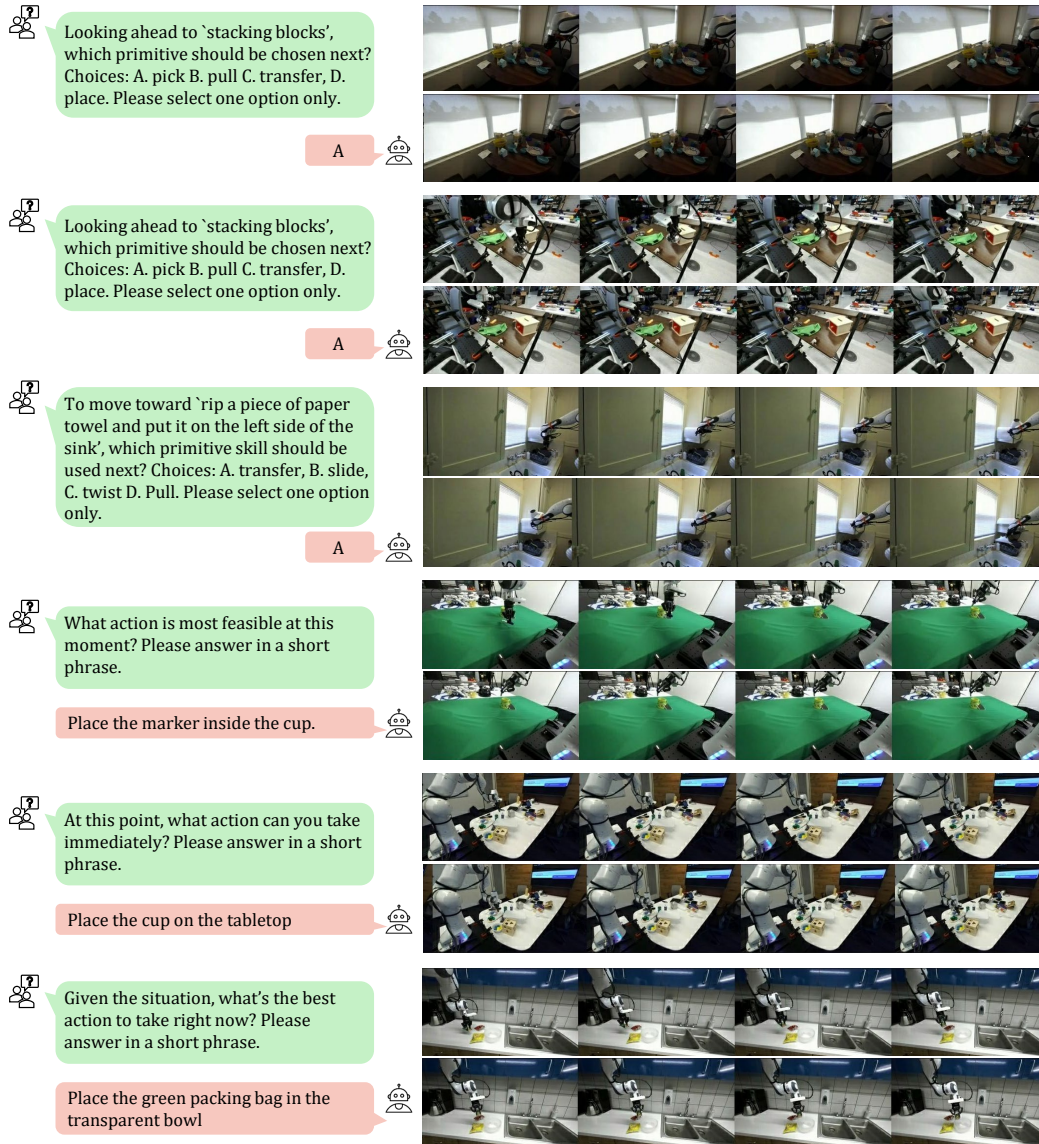 Looking ahead to `stacking blocks',
which primitive should be chosen next?
Choices: A. pick B. pull C. transfer, D.
place. Please select one option only.
A
Looking ahead to `stacking blocks',
which primitive should be chosen next?
Choices: A. pick B. pull C. transfer, D.
place. Please select one option only.
A
To move toward `rip a piece of paper
towel and put it on the left side of the
sink', which primitive skill should be
used next? Choices: A. transfer, B. slide,
C. twist D. Pull. Please select one option
only.
A
What action is most feasible at this
moment? Please answer in a short
phrase.
Place the marker inside the cup.
At this point, what action can you take
immediately? Please answer in a short
phrase.
Place the cup on the tabletop
Given the situation, what's the best
action to take right now? Please
answer in a short phrase.
Place the green packing bag in the
transparent bowl